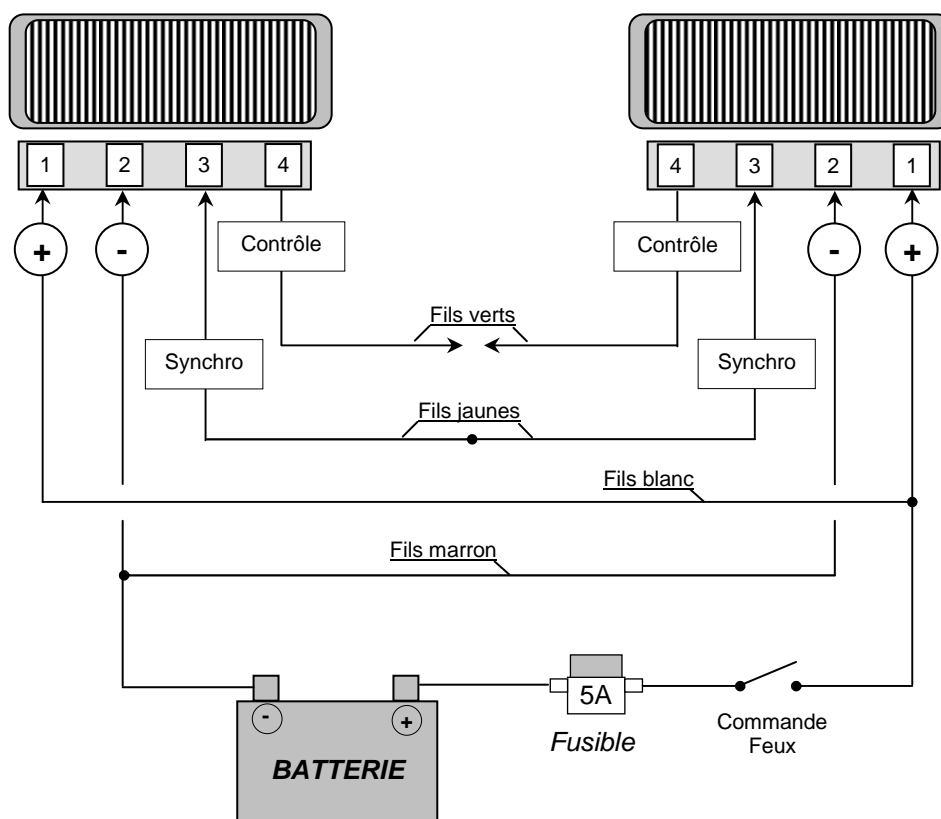 1 2 3 4
4 3 2 1
+ -
- +
Contrôle
Contrôle
Fils verts
Synchro
Synchro
Fils jaunes
Fils blanc
Fils marron
5A
- +
Fusible
Commande
Feux
BATTERIE